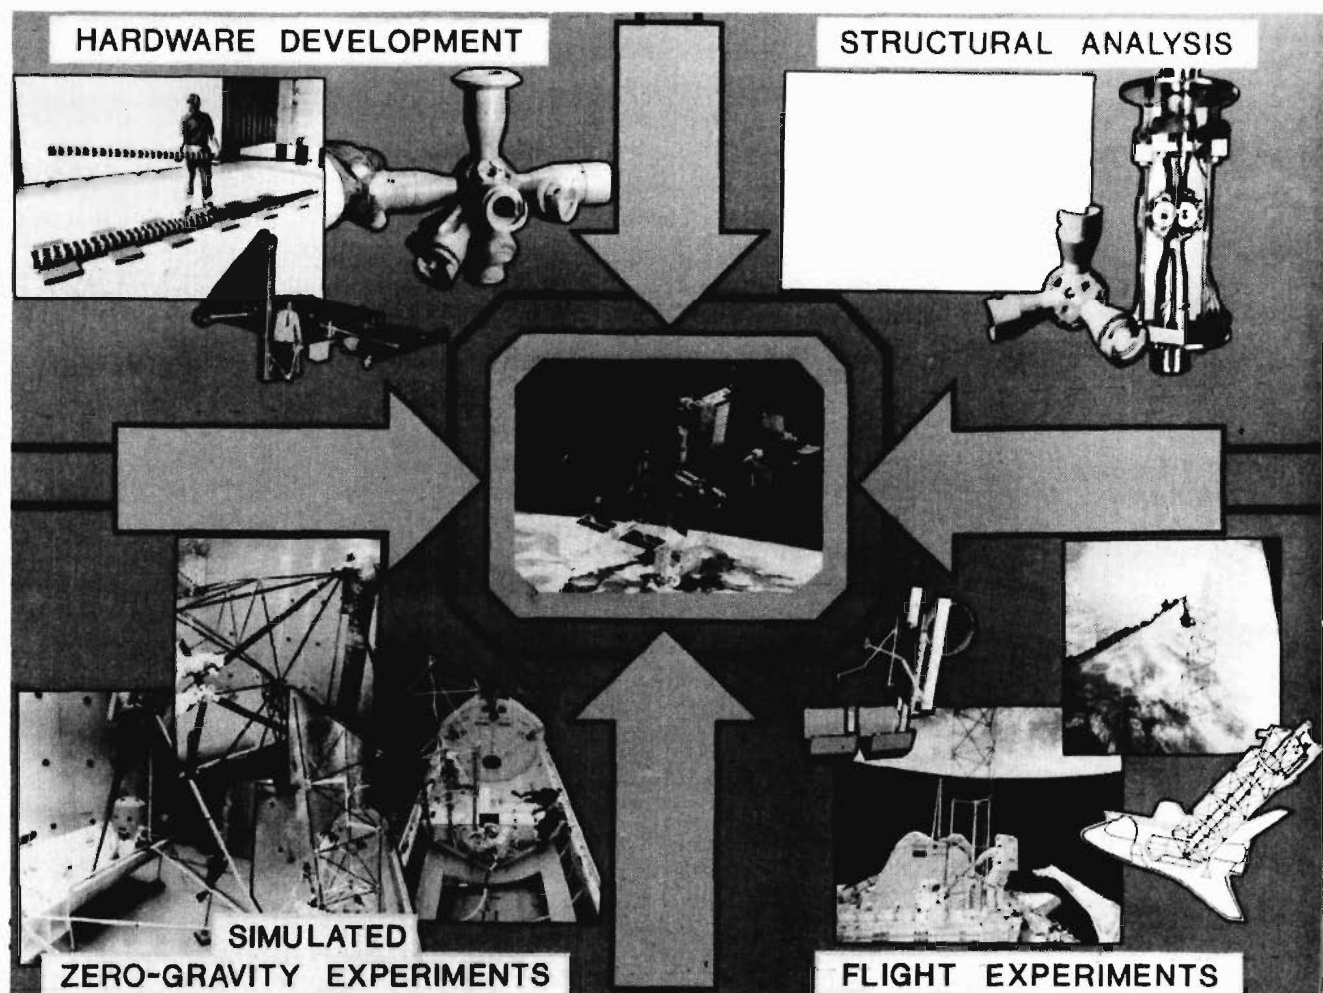 HARDWARE DEVELOPMENT
STRUCTURAL ANALYSIS
SIMULATED
ZERO-GRAVITY EXPERIMENTS
FLIGHT EXPERIMENTS